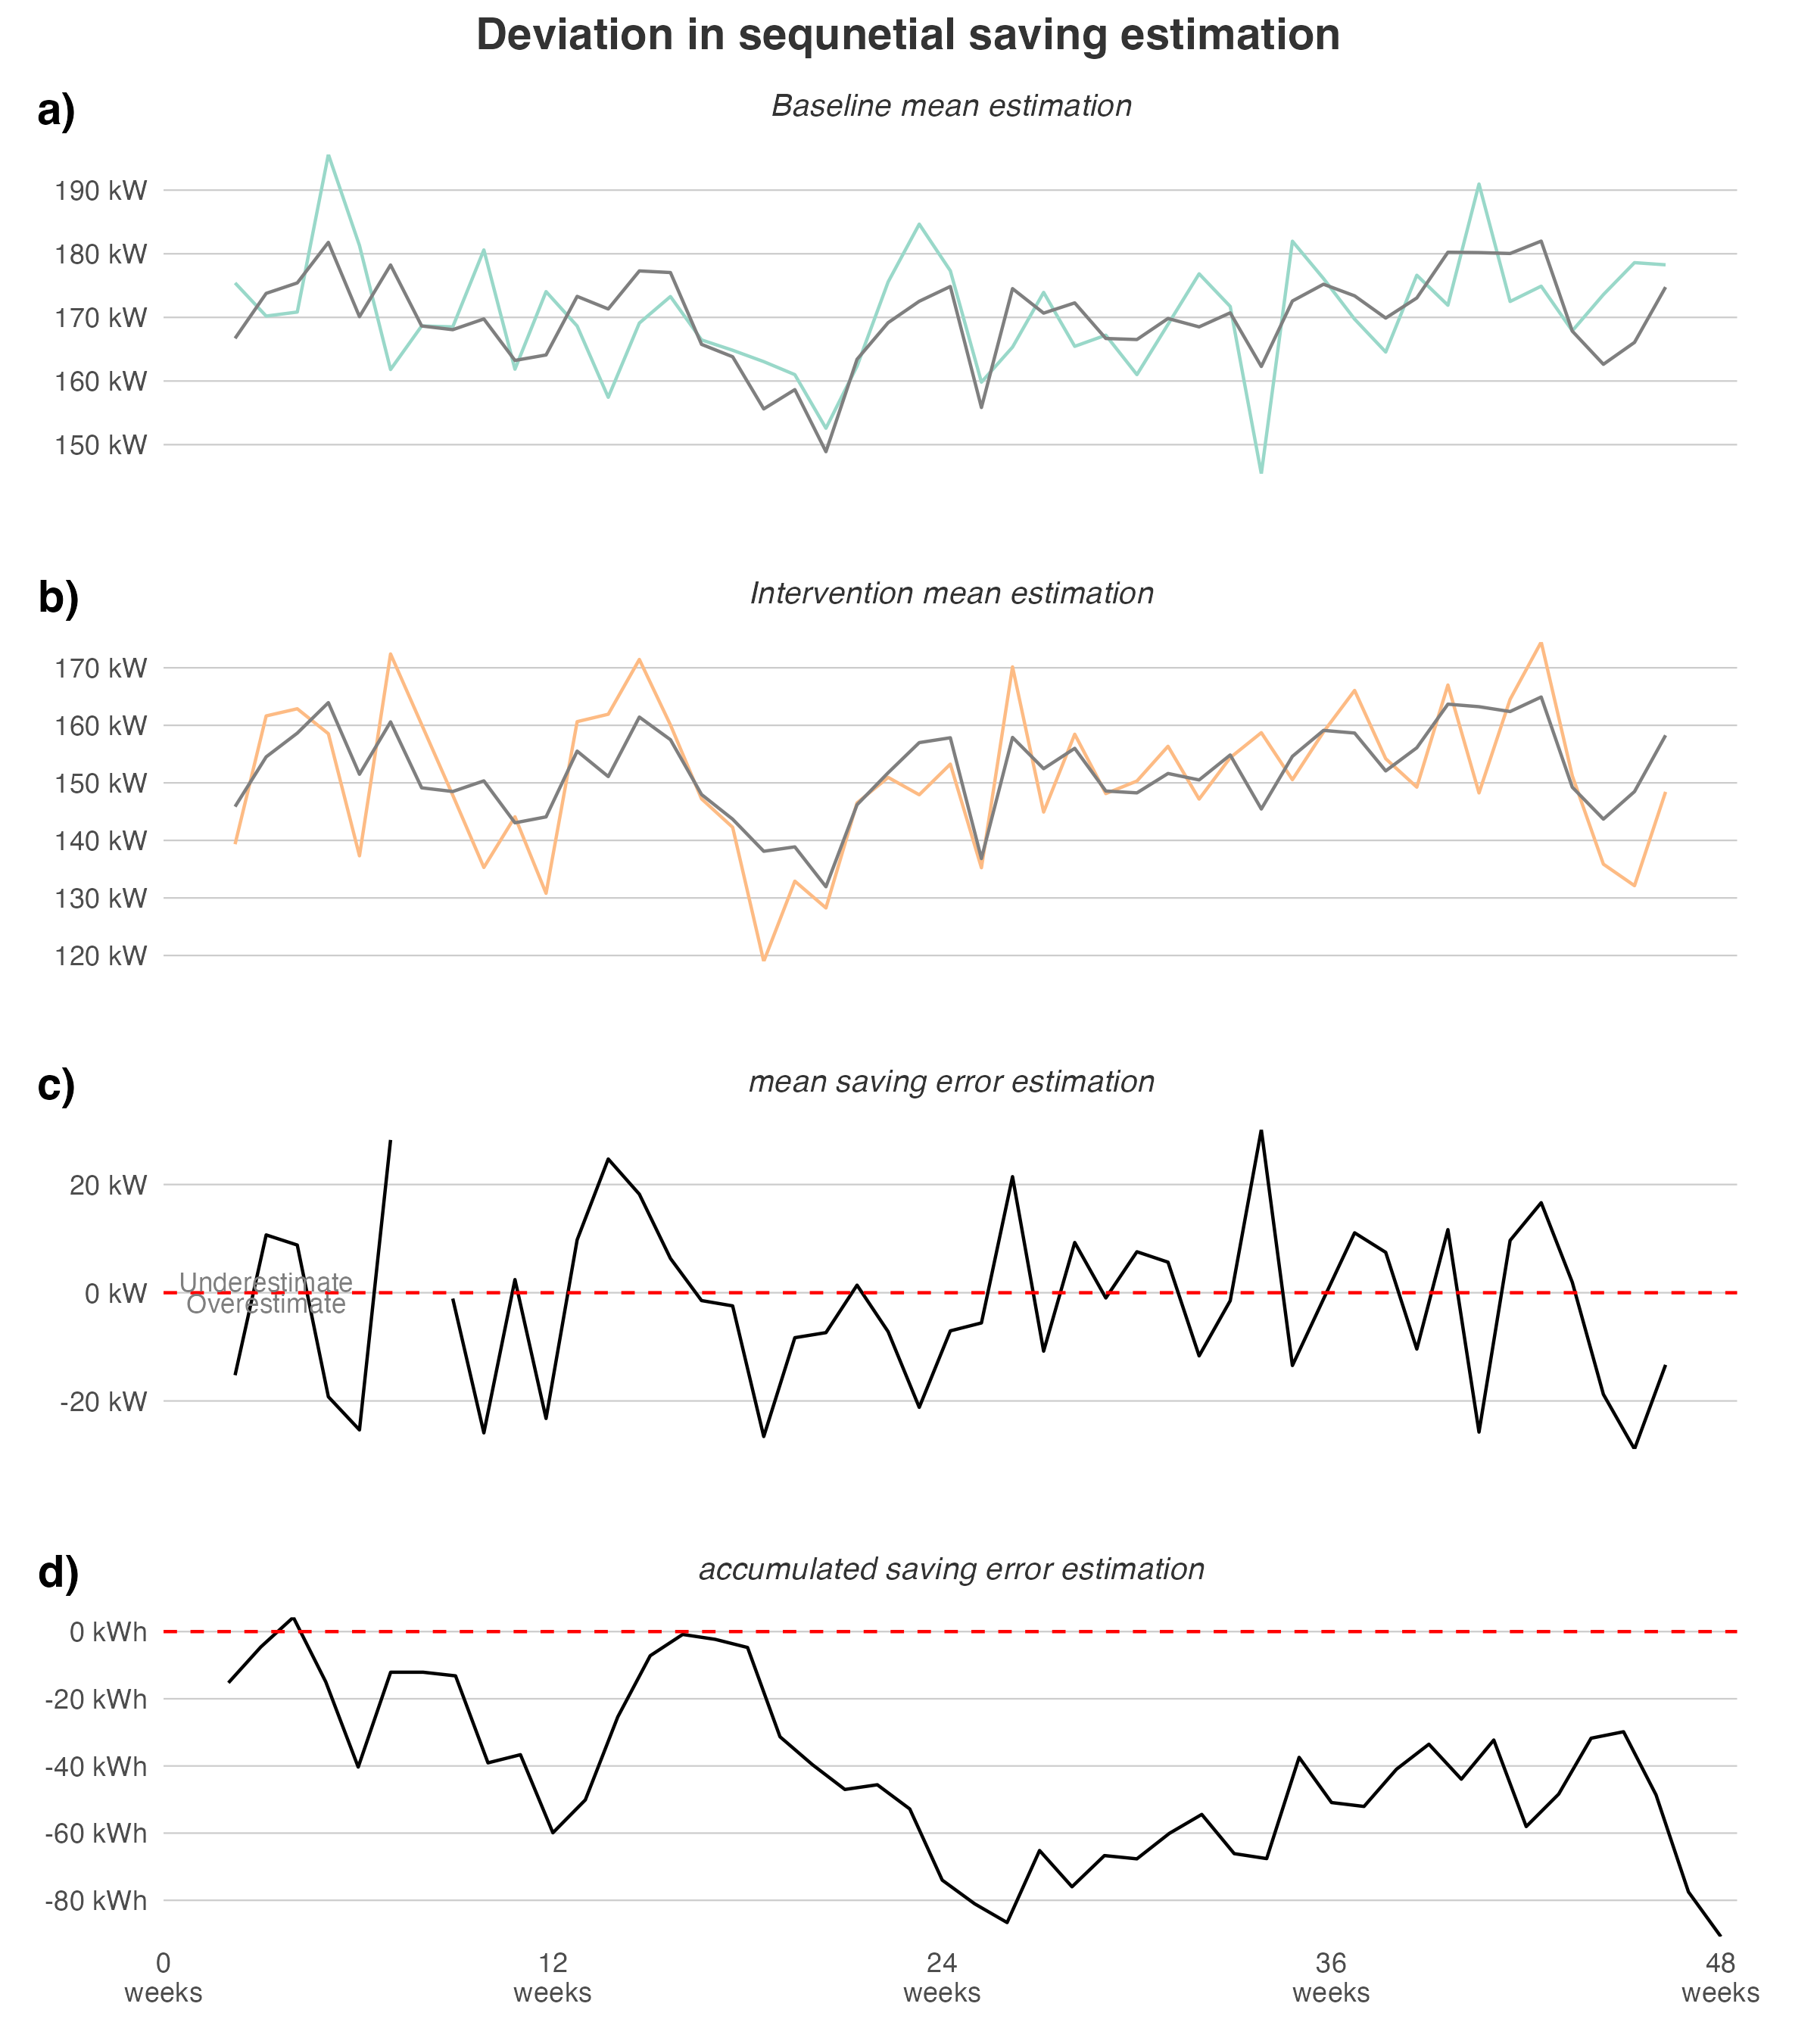 Deviation in sequnetial saving estimation
a)
Baseline mean estimation
190 kW
180 kW
170 kW
160 kW
150 kW
b)
Intervention mean estimation
170 kW
160 kW
150 kW
140 kW
130 kW
120 kW
c)
mean saving error estimation
20 kW
Underestimate
0 kW
Overestimate
-20 kW
d)
accumulated saving error estimation
0 kWh
-20 kWh
-40 kWh
-60 kWh
-80 kWh
0 12 24 36 48
weeks weeks weeks weeks weeks